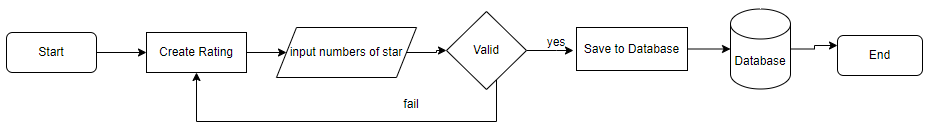 Start
Create Rating
input numbers of star
Valid
yes
Save to Database
Database
End
fail